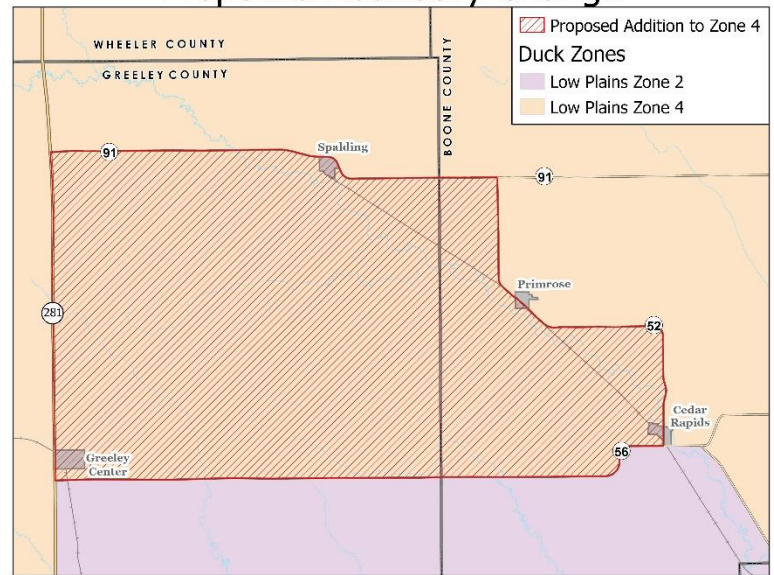 Proposed Addition to Zone 4
Duck Zones
Low Plains Zone 2
Low Plains Zone 4
WHEELER COUNTY
GREELEY COUNTY
BOONE COUNTY
91
Spalding
91
281
Primrose
52
Cedar
Rapids
56
Greeley
Center